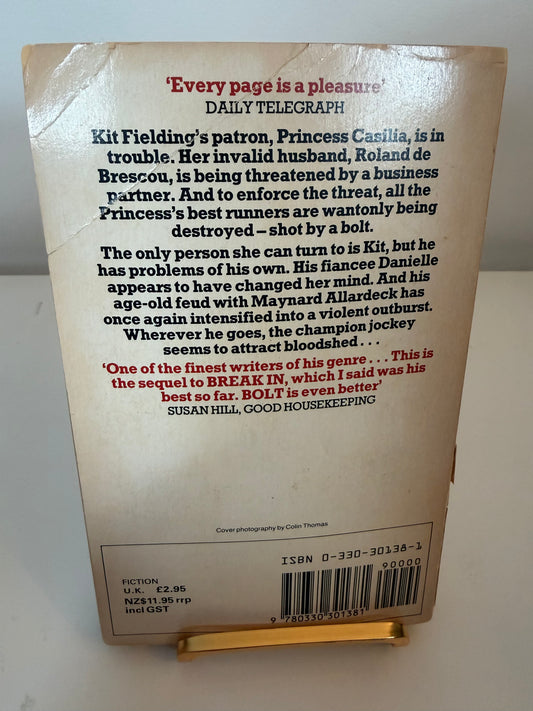 'Every page is a pleasure'
DAILY TELEGRAPH
Kit Fielding's patron, Princess Casilia, is in
trouble. Her invalid husband, Roland de
Brescou, is being threatened by a business
partner. And to enforce the threat, all the
Princess's best runners are wantonly being
destroyed – shot by a bolt.
The only person she can turn to is Kit, but he
has problems of his own. His fiancee Danielle
appears to have changed her mind. And his
age-old feud with Maynard Allardeck has
once again intensified into a violent outburst.
Wherever he goes, the champion jockey
seems to attract bloodshed . . .
'One of the finest writers of his genre . . . This is
the sequel to BREAK IN, which I said was his
best so far. BOLT is even better'
SUSAN HILL, GOOD HOUSEKEEPING
Cover photography by Colin Thomas
FICTION
U.K. £2.95
NZ$11.95 rrp
incl GST
ISBN 0-330-30138-1
90000
9 780330 301381